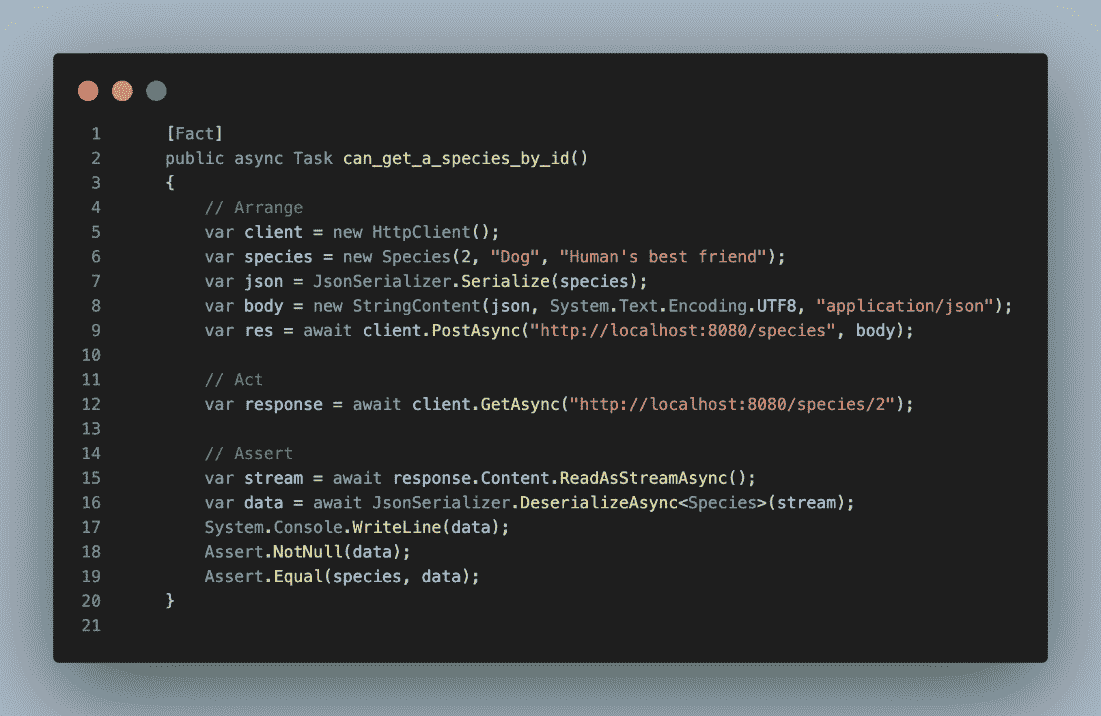 1 [Fact]
2 public async Task can_get_a_species_by_id()
3 {
4 // Arrange
5 var client = new HttpClient();
6 var species = new Species(2, "Dog", "Human's best friend");
7 var json = JsonSerializer.Serialize(species);
8 var body = new StringContent(json, System.Text.Encoding.UTF8, "application/json");
9 var res = await client.PostAsync("http://localhost:8080/species", body);
10
11 // Act
12 var response = await client.GetAsync("http://localhost:8080/species/2");
13
14 // Assert
15 var stream = await response.Content.ReadAsStreamAsync();
16 var data = await JsonSerializer.DeserializeAsync<Species>(stream);
17 System.Console.WriteLine(data);
18 Assert.NotNull(data);
19 Assert.Equal(species, data);
20 }
21